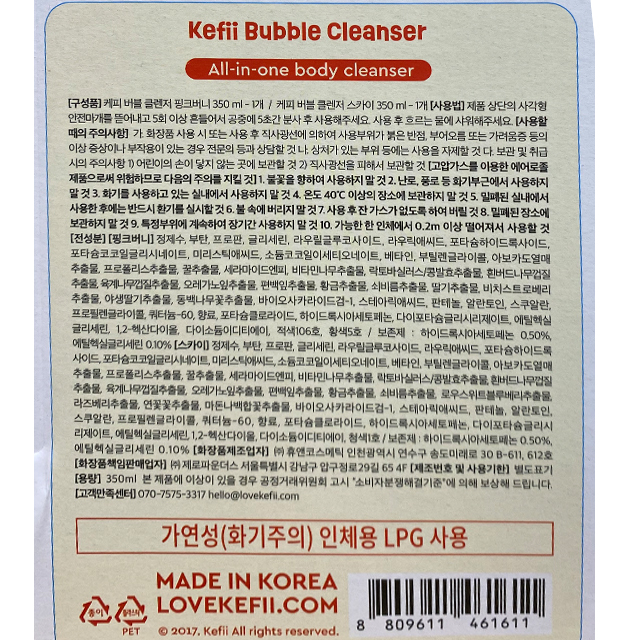 Kefii Bubble Cleanser
All-in-one body cleanser
[구성품] 케피 버블 클렌저 핑크버니 350 ml - 1개 / 케피 버블 클렌저 스카이 350 ml - 1개 [사용법] 제품 상단의 사각형
안전마개를 뜯어내고 5회 이상 흔들어서 공중에 5초간 분사 후 사용해주세요. 사용 후 흐르는 물에 샤워해주세요. [사용할
때의 주의사항] 가. 화장품 사용 시 또는 사용 후 직사광선에 의하여 사용부위가 붉은 반점, 부어오름 또는 가려움증 등의
이상 증상이나 부작용이 있는 경우 전문의 등과 상담할 것 나. 상처가 있는 부위 등에는 사용을 자제할 것 다. 보관 및 취급
시의 주의사항 1) 어린이의 손이 닿지 않는 곳에 보관할 것 2) 직사광선을 피해서 보관할 것 [고압가스를 이용한 에어로졸
제품으로써 위험하므로 다음의 주의를 지킬 것] 1. 불꽃을 향하여 사용하지 말 것 2. 난로, 풍로 등 화기부근에서 사용하지
말 것 3. 화기를 사용하고 있는 실내에서 사용하지 말 것 4. 온도 40℃ 이상의 장소에 보관하지 말 것 5. 밀폐된 실내에서
사용한 후에는 반드시 환기를 실시할 것 6. 불 속에 버리지 말 것 7. 사용 후 잔 가스가 없도록 하여 버릴 것 8. 밀폐된 장소에
보관하지 말 것 9. 특정부위에 계속하여 장기간 사용하지 말 것 10. 가능한 한 인체에서 0.2m 이상 떨어져서 사용할 것
[전성분] [핑크버니] 정제수, 부탄, 프로판, 글리세린, 라우릴글루코사이드, 라우릭애씨드, 포타슘하이드록사이드,
포타슘코코일글리시네이트, 미리스틱애씨드, 소듐코코일이세티오네이트, 베타인, 부틸렌글라이콜, 아보카도열매
추출물, 프로폴리스추출물, 꿀추출물, 세라마이드엔피, 비타민나무추출물, 락토바실러스/콩발효추출물, 흰버드나무껍질
추출물, 육계나무껍질추출물, 오레가노잎추출물, 편백잎추출물, 황금추출물, 쇠비름추출물, 딸기추출물, 비치스트로베리
추출물, 야생딸기추출물, 동백나무꽃추출물, 바이오사카라이드검-1, 스테아릭애씨드, 판테놀, 알란토인, 스쿠알란,
프로필렌글라이콜, 쿼터늄-60, 향료, 포타슘클로라이드, 하이드록시아세토페논, 다이포타슘글리시리제이트, 에틸헥실
글리세린, 1,2-헥산다이올, 다이소듐이디티에이, 적색106호, 황색5호 / 보존제 : 하이드록시아세토페논 0.50%,
에틸헥실글리세린 0.10% [스카이] 정제수, 부탄, 프로판, 글리세린, 라우릴글루코사이드, 라우릭애씨드, 포타슘하이드록
사이드, 포타슘코코일글리시네이트, 미리스틱애씨드, 소듐코코일이세티오네이트, 베타인, 부틸렌글라이콜, 아보카도열매
추출물, 프로폴리스추출물, 꿀추출물, 세라마이드엔피, 비타민나무추출물, 락토바실러스/콩발효추출물, 흰버드나무껍질
추출물, 육계나무껍질추출물, 오레가노잎추출물, 편백잎추출물, 황금추출물, 쇠비름추출물, 로우스위트블루베리추출물,
라즈베리추출물, 연꽃꽃추출물, 마돈나백합꽃추출물, 바이오사카라이드검-1, 스테아릭애씨드, 판테놀, 알란토인,
스쿠알란, 프로필렌글라이콜, 쿼터늄-60, 향료, 포타슘클로라이드, 하이드록시아세토페논, 다이포타슘글리시
리제이트, 에틸헥실글리세린, 1,2-헥산다이올, 다이소듐이디티에이, 청색1호 / 보존제 : 하이드록시아세토페논 0.50%,
에틸헥실글리세린 0.10% [화장품제조업자] ㈜휴앤코스메틱 인천광역시 연수구 송도미래로 30 B-611, 612호
[화장품책임판매업자] ㈜제로파운더스 서울특별시 강남구 압구정로29길 65 4F [제조번호 및 사용기한] 별도표기
[용량] 350ml 본 제품에 이상이 있을 경우 공정거래위원회 고시 "소비자분쟁해결기준"에 의해 보상해 드립니다.
[고객만족센터] 070-7575-3317 hello@lovekefii.com
가연성(화기주의) 인체용 LPG 사용
MADE IN KOREA
LOVEKEFII.COM
종이
플라스틱
PET
© 2017. Kefii All rights reserved.
8 809611 461611